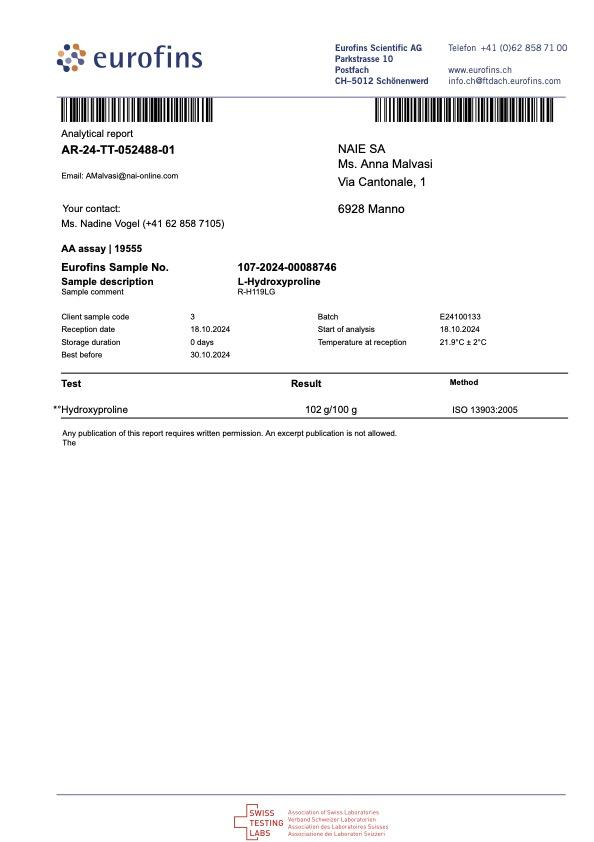 eurofins
Eurofins Scientific AG
Parkstrasse 10
Postfach
CH–5012 Schönenwerd
Telefon +41 (0)62 858 71 00
www.eurofins.ch
info.ch@ftdach.eurofins.com
Analytical report
AR-24-TT-052488-01
Email: AMalvasi@nai-online.com
NAIE SA
Ms. Anna Malvasi
Via Cantonale, 1
6928 Manno
Your contact:
Ms. Nadine Vogel (+41 62 858 7105)
AA assay | 19555
Eurofins Sample No. 107-2024-00088746
Sample description L-Hydroxyproline
Sample comment R-H119LG
Client sample code 3 Batch E24100133
Reception date 18.10.2024 Start of analysis 18.10.2024
Storage duration 0 days Temperature at reception 21.9°C ± 2°C
Best before 30.10.2024
Test Result Method
*°Hydroxyproline 102 g/100 g ISO 13903:2005
Any publication of this report requires written permission. An excerpt publication is not allowed.
The
SWISS
TESTING
LABS
Association of Swiss Laboratories
Verband Schweizer Laboratorien
Association des Laboratoires Suisses
Associazione dei Laboratori Svizzeri